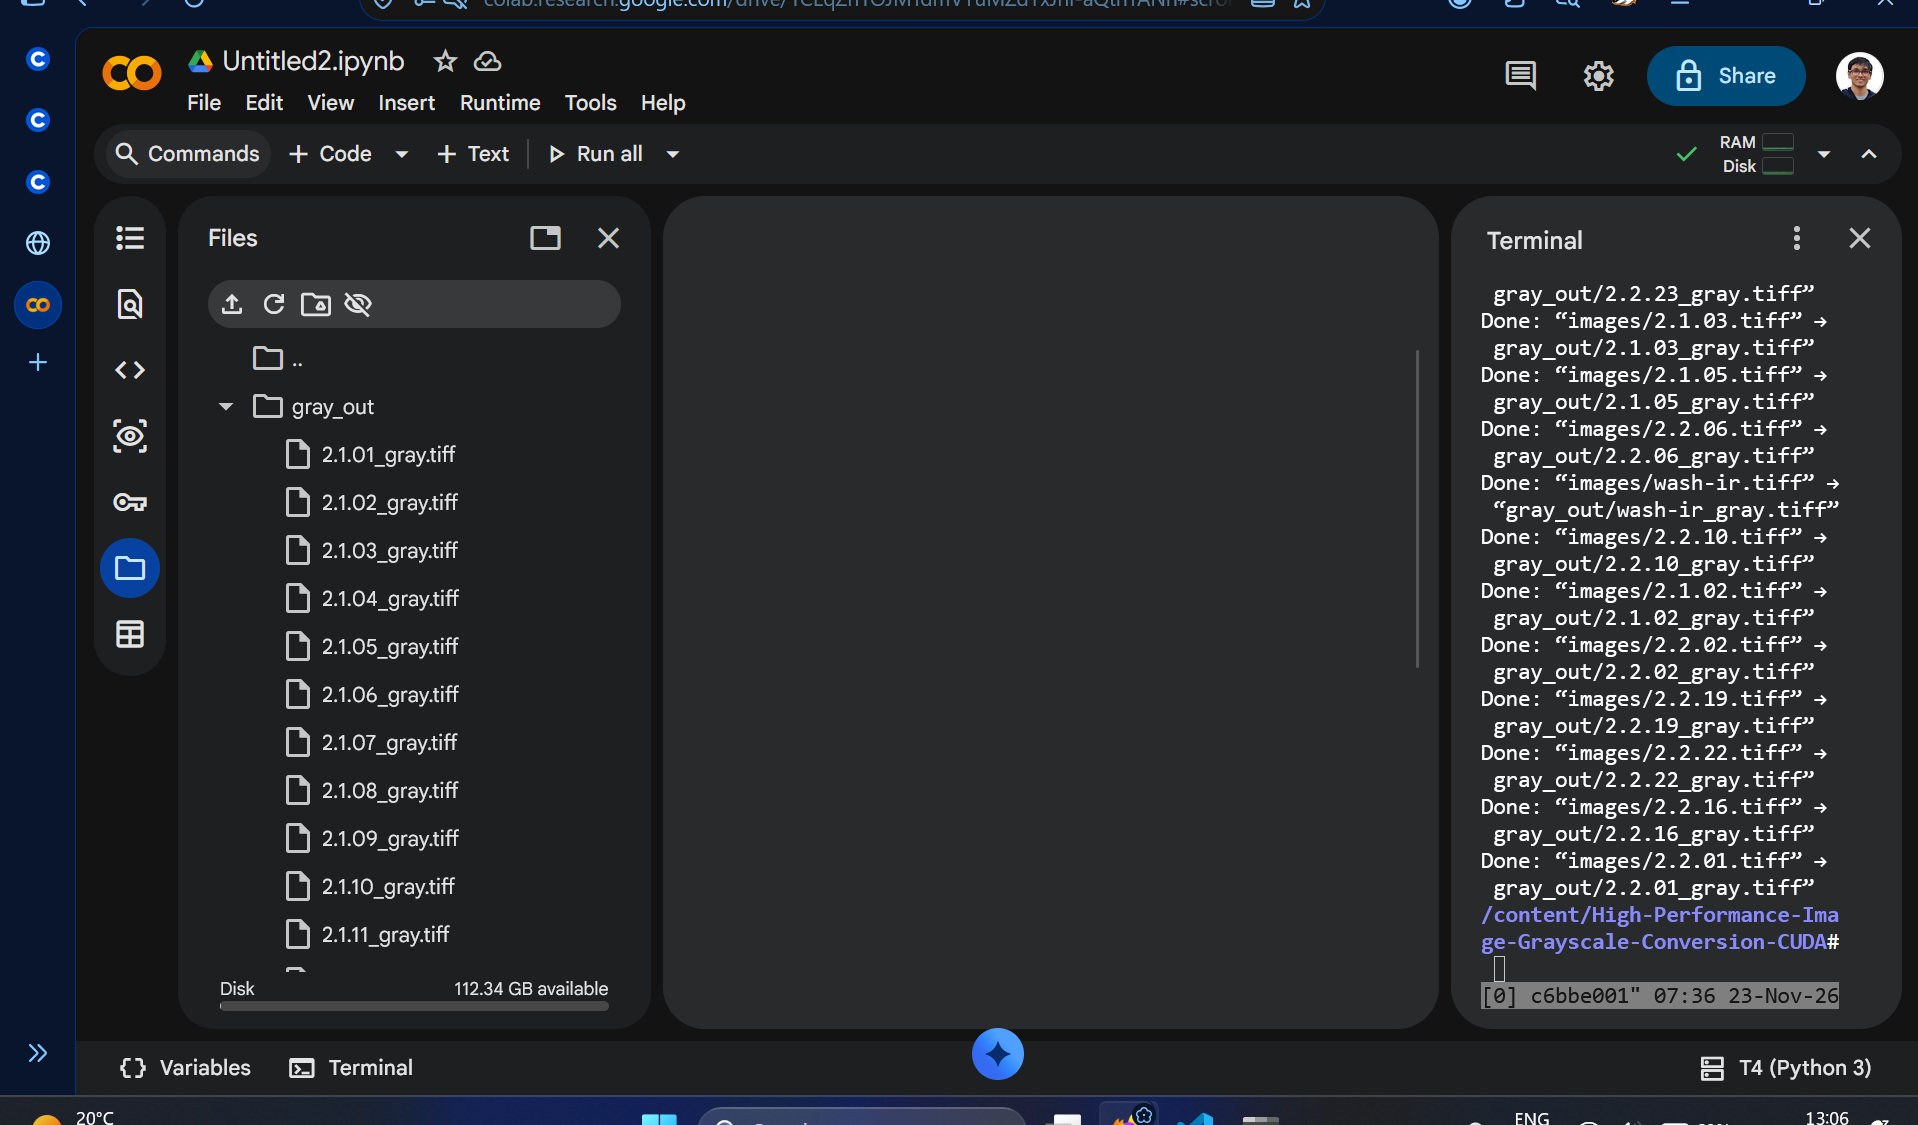 Untitled2.ipynb
File Edit View Insert Runtime Tools Help
Share
Commands + Code + Text Run all
RAM
Disk
Files
..
gray_out
2.1.01_gray.tiff
2.1.02_gray.tiff
2.1.03_gray.tiff
2.1.04_gray.tiff
2.1.05_gray.tiff
2.1.06_gray.tiff
2.1.07_gray.tiff
2.1.08_gray.tiff
2.1.09_gray.tiff
2.1.10_gray.tiff
2.1.11_gray.tiff
Disk 112.34 GB available
Terminal
gray_out/2.2.23_gray.tiff”
Done: “images/2.1.03.tiff” →
gray_out/2.1.03_gray.tiff”
Done: “images/2.1.05.tiff” →
gray_out/2.1.05_gray.tiff”
Done: “images/2.2.06.tiff” →
gray_out/2.2.06_gray.tiff”
Done: “images/wash-ir.tiff” →
“gray_out/wash-ir_gray.tiff”
Done: “images/2.2.10.tiff” →
gray_out/2.2.10_gray.tiff”
Done: “images/2.1.02.tiff” →
gray_out/2.1.02_gray.tiff”
Done: “images/2.2.02.tiff” →
gray_out/2.2.02_gray.tiff”
Done: “images/2.2.19.tiff” →
gray_out/2.2.19_gray.tiff”
Done: “images/2.2.22.tiff” →
gray_out/2.2.22_gray.tiff”
Done: “images/2.2.16.tiff” →
gray_out/2.2.16_gray.tiff”
Done: “images/2.2.01.tiff” →
gray_out/2.2.01_gray.tiff”
/content/High-Performance-Ima
ge-Grayscale-Conversion-CUDA#
[0] c6bbe001" 07:36 23-Nov-26
Variables Terminal T4 (Python 3)
20°C ENG 13:06